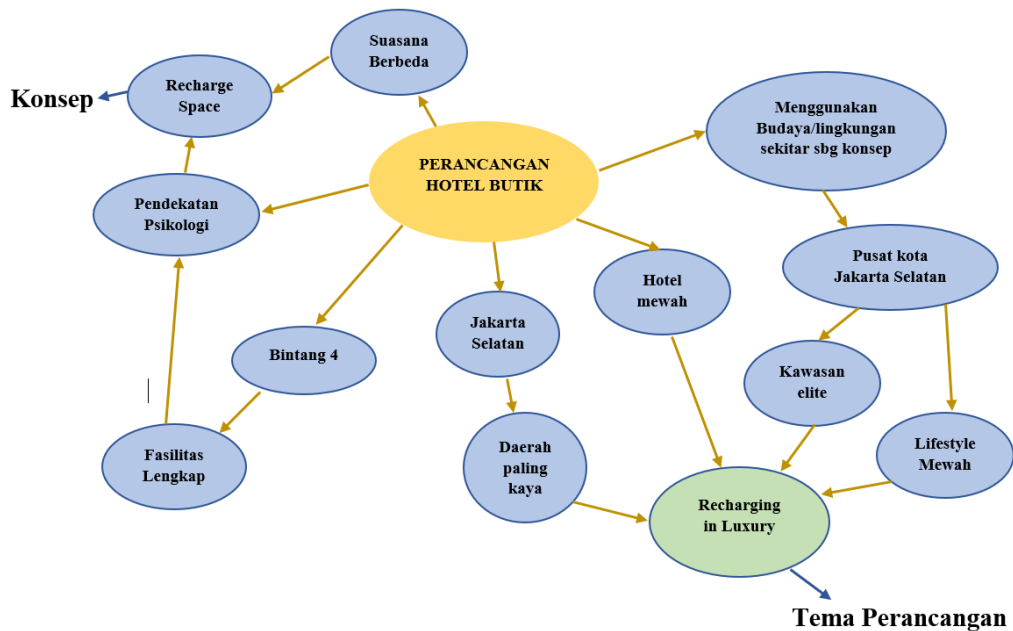 Suasana
Berbeda
Recharge
Space
Konsep
Menggunakan
Budaya/lingkungan
sekitar sbg konsep
PERANCANGAN
HOTEL BUTIK
Pendekatan
Psikologi
Pusat kota
Jakarta Selatan
Hotel
mewah
Jakarta
Selatan
Bintang 4
Kawasan
elite
Fasilitas
Lengkap
Daerah
paling
kaya
Lifestyle
Mewah
Recharging
in Luxury
Tema Perancangan